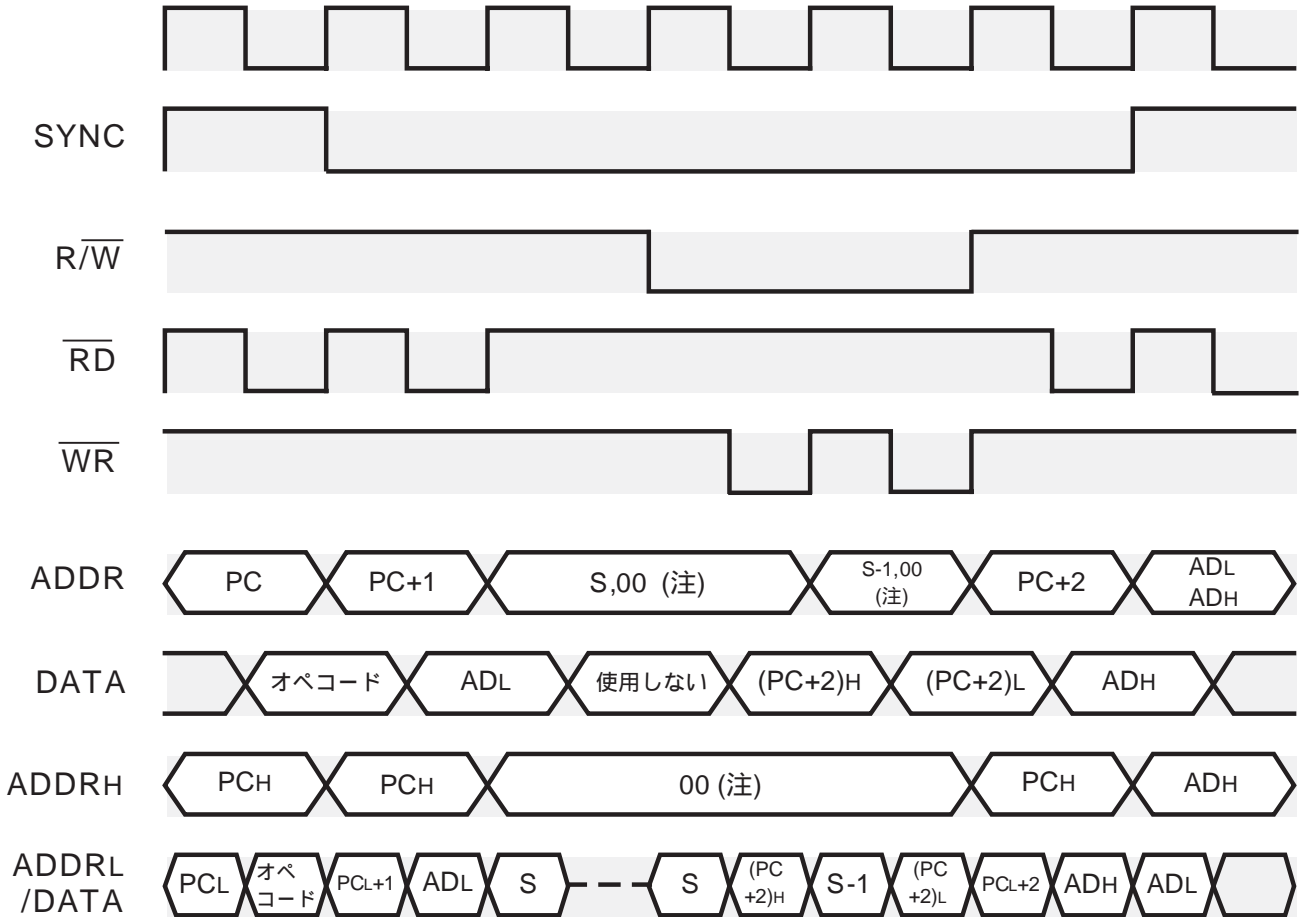 SYNC
R/W
RD
WR
ADDR
PC
PC+1
S,00 (注)
S-1,00
(注)
PC+2
ADL
ADH
DATA
オペコード
ADL
使用しない
(PC+2)H
(PC+2)L
ADH
ADDRH
PCH
PCH
00 (注)
PCH
ADH
ADDRL
/DATA
PCL
オペ
コード
PCL+1
ADL
S
S
(PC
+2)H
S-1
(PC
+2)L
PCL+2
ADH
ADL